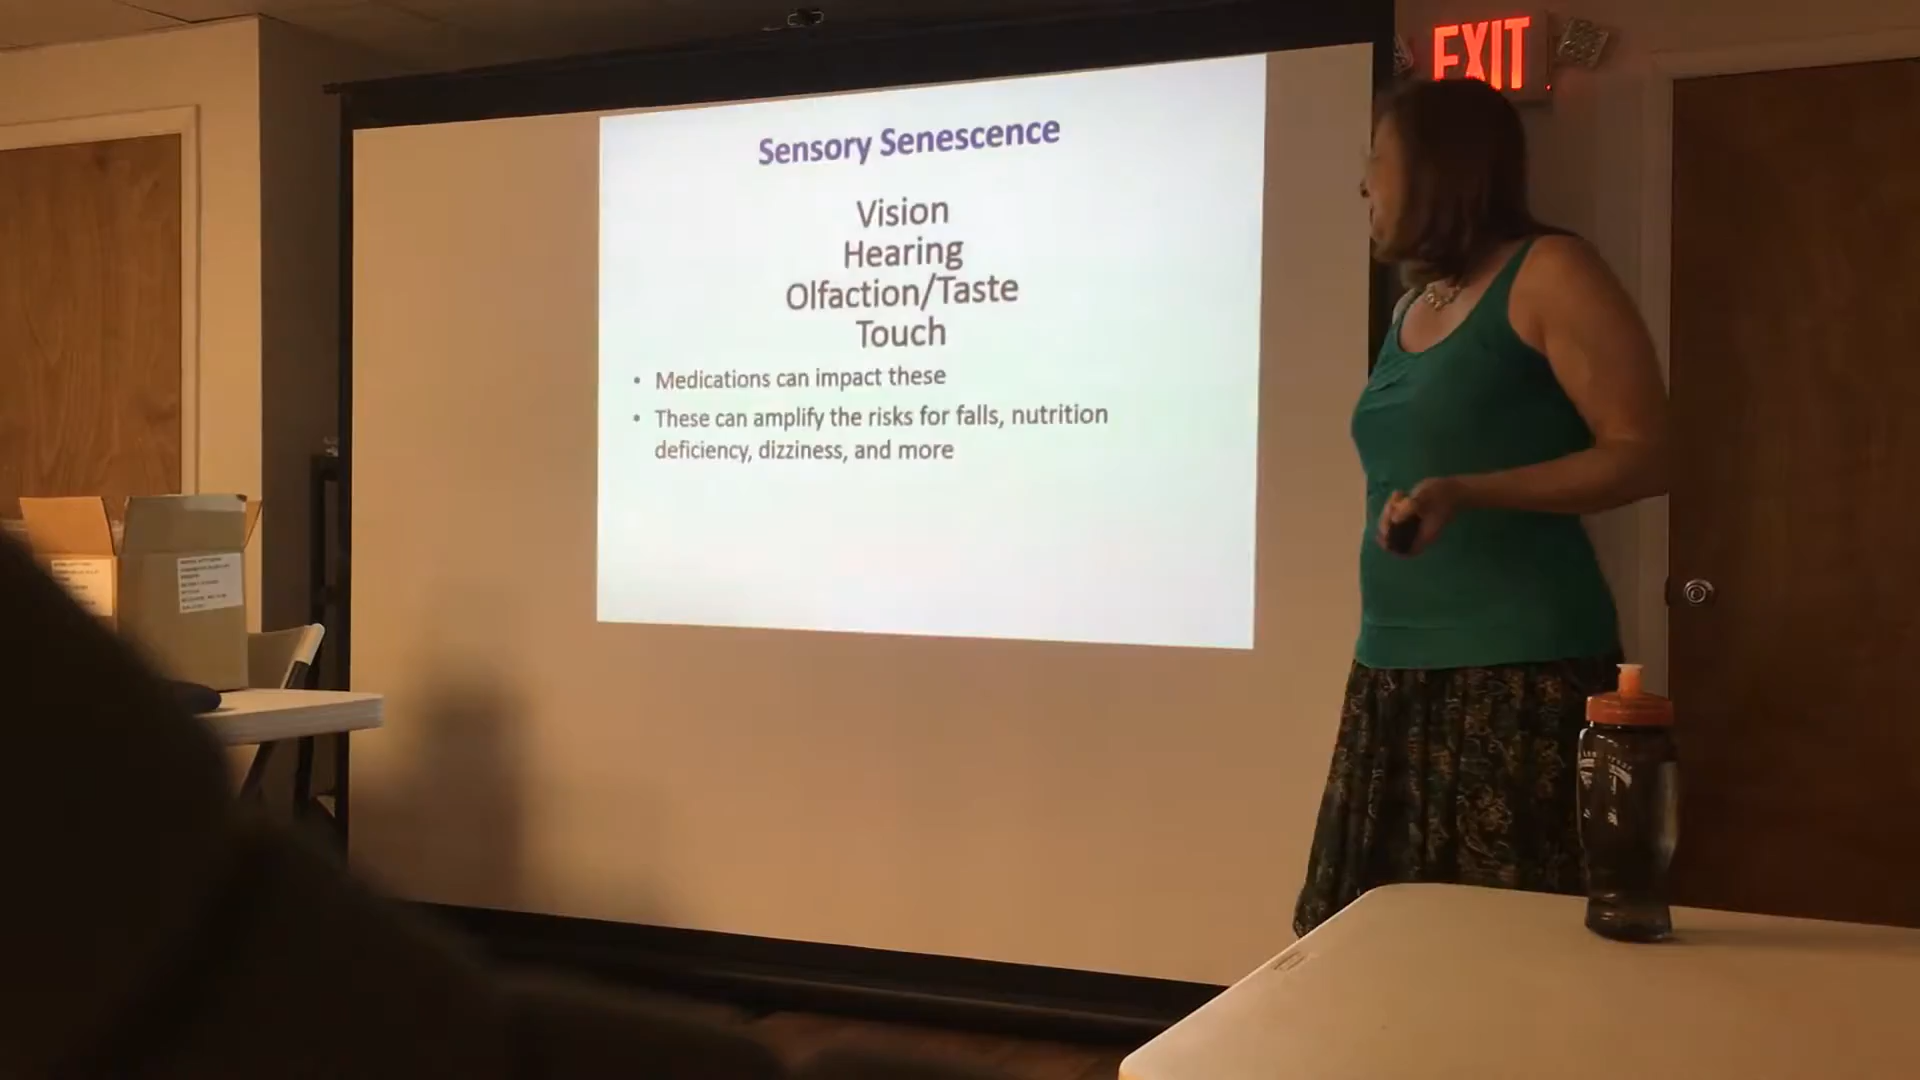 EXIT
Sensory Senescence
Vision
Hearing
Olfaction/Taste
Touch
• Medications can impact these
• These can amplify the risks for falls, nutrition
deficiency, dizziness, and more